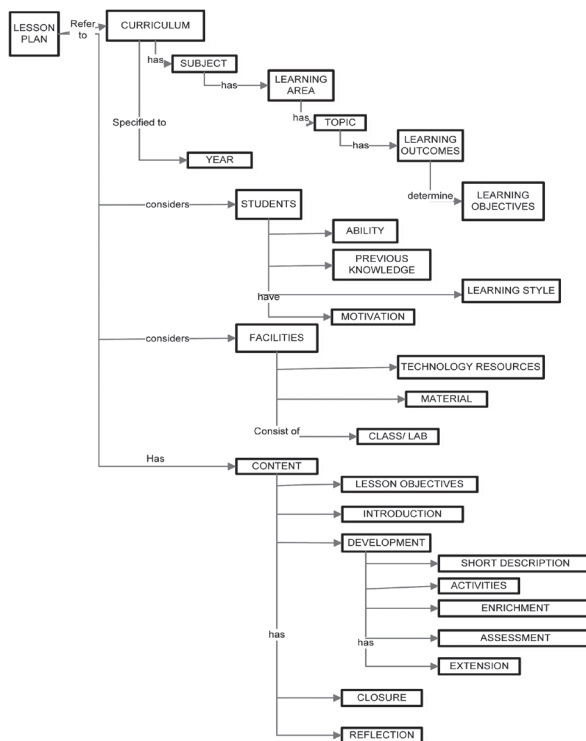 LESSON
PLAN
Refer
to
CURRICULUM
has
SUBJECT
has
LEARNING
AREA
has
TOPIC
has
LEARNING
OUTCOMES
determine
LEARNING
OBJECTIVES
Specified to
YEAR
considers
STUDENTS
ABILITY
PREVIOUS
KNOWLEDGE
have
LEARNING STYLE
MOTIVATION
considers
FACILITIES
TECHNOLOGY RESOURCES
MATERIAL
Consist of
CLASS/ LAB
Has
CONTENT
LESSON OBJECTIVES
INTRODUCTION
DEVELOPMENT
SHORT DESCRIPTION
ACTIVITIES
ENRICHMENT
has
ASSESSMENT
has
EXTENSION
CLOSURE
REFLECTION